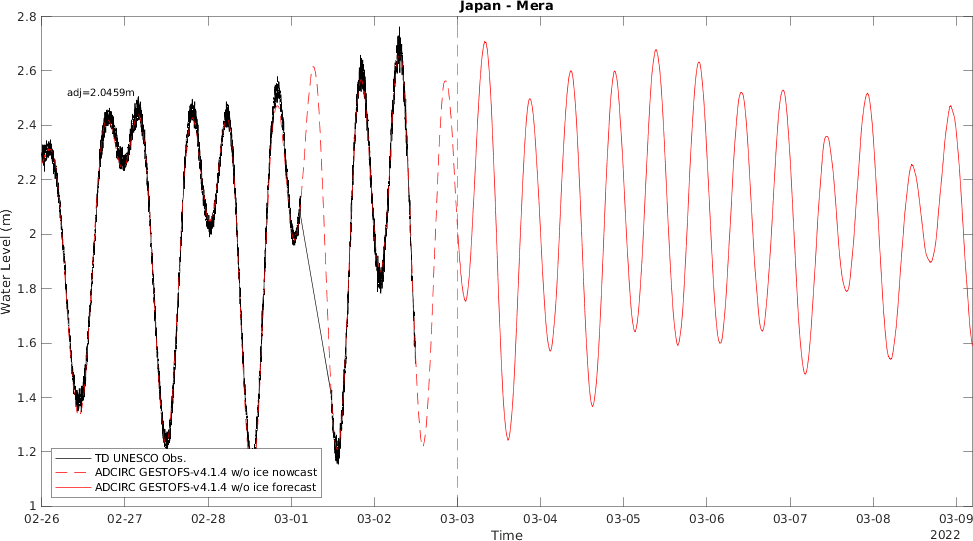 Japan - Mera
2.8
2.6
2.4
2.2
2
1.8
1.6
1.4
1.2
1
Water Level (m)
adj=2.0459m
TD UNESCO Obs.
ADCIRC GESTOFS-v4.1.4 w/o ice nowcast
ADCIRC GESTOFS-v4.1.4 w/o ice forecast
02-26 02-27 02-28 03-01 03-02 03-03 03-04 03-05 03-06 03-07 03-08 03-09
Time 2022